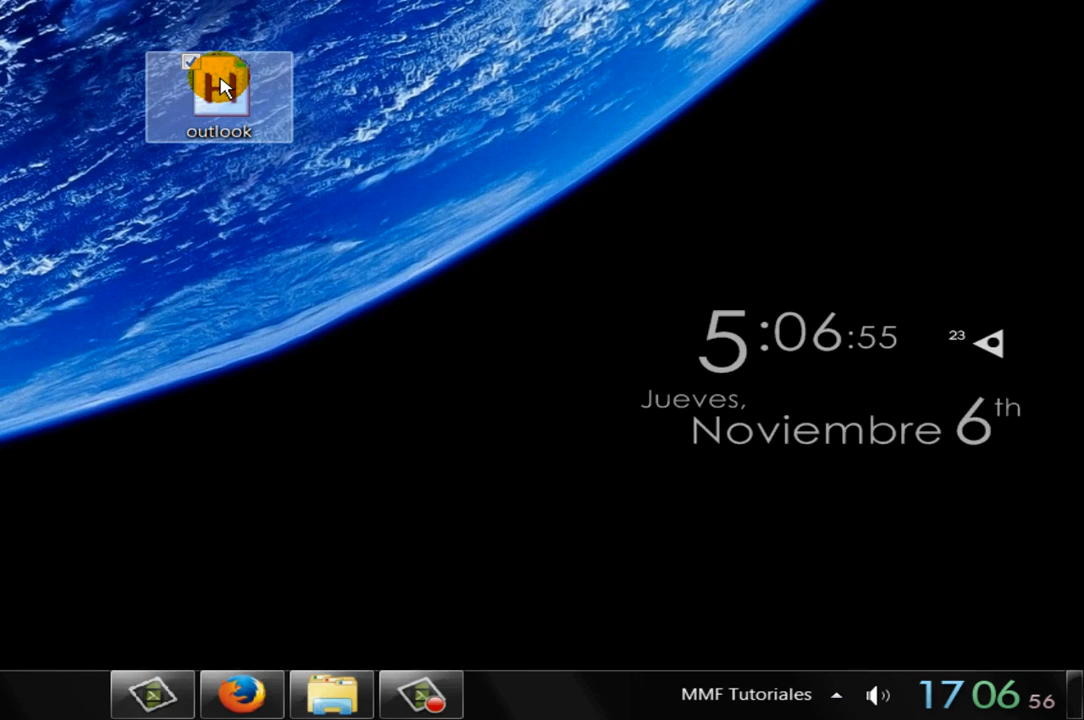 H
outlook
5:06:55
23
Jueves,
Noviembre 6th
MMF Tutoriales
17 06 56